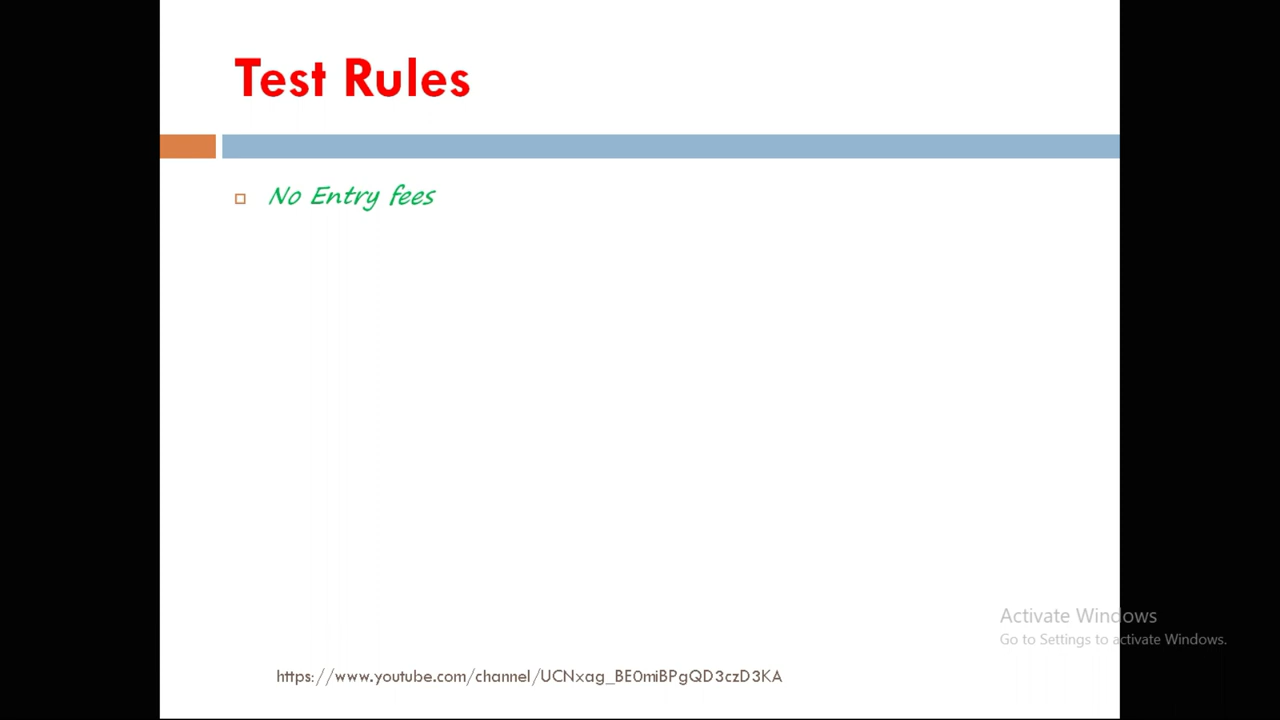 Test Rules
No Entry fees
Activate Windows
Go to Settings to activate Windows.
https://www.youtube.com/channel/UCNxag_BE0miBPgQD3czD3KA